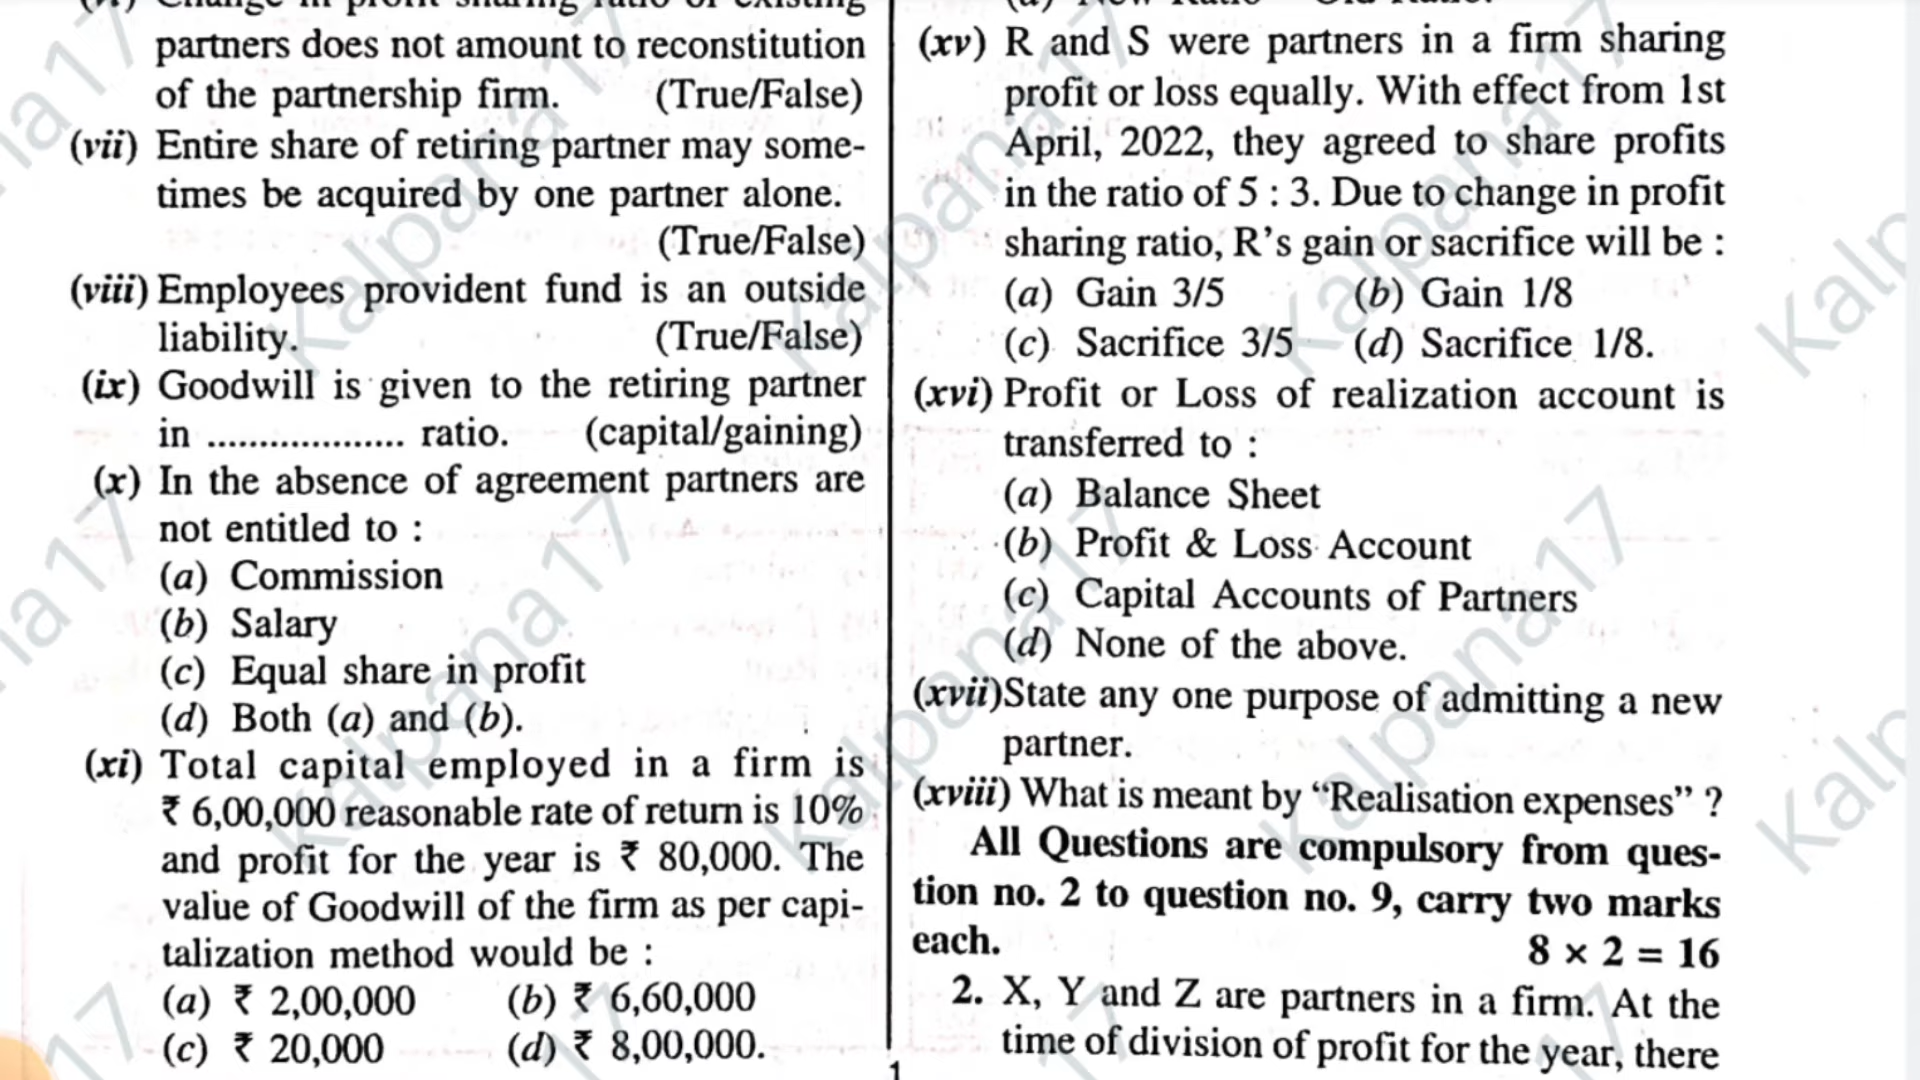 partners does not amount to reconstitution
of the partnership firm. (True/False)
(vii) Entire share of retiring partner may some-
times be acquired by one partner alone.
(True/False)
(viii) Employees provident fund is an outside
liability. (True/False)
(ix) Goodwill is given to the retiring partner
in ................... ratio. (capital/gaining)
(x) In the absence of agreement partners are
not entitled to :
(a) Commission
(b) Salary
(c) Equal share in profit
(d) Both (a) and (b).
(xi) Total capital employed in a firm is
₹ 6,00,000 reasonable rate of return is 10%
and profit for the year is ₹ 80,000. The
value of Goodwill of the firm as per capi-
talization method would be :
(a) ₹ 2,00,000 (b) ₹ 6,60,000
(c) ₹ 20,000 (d) ₹ 8,00,000.
(xv) R and S were partners in a firm sharing
profit or loss equally. With effect from 1st
April, 2022, they agreed to share profits
in the ratio of 5 : 3. Due to change in profit
sharing ratio, R's gain or sacrifice will be :
(a) Gain 3/5 (b) Gain 1/8
(c) Sacrifice 3/5 (d) Sacrifice 1/8.
(xvi) Profit or Loss of realization account is
transferred to :
(a) Balance Sheet
(b) Profit & Loss Account
(c) Capital Accounts of Partners
(d) None of the above.
(xvii) State any one purpose of admitting a new
partner.
(xviii) What is meant by “Realisation expenses” ?
All Questions are compulsory from ques-
tion no. 2 to question no. 9, carry two marks
each. 8 × 2 = 16
2. X, Y and Z are partners in a firm. At the
time of division of profit for the year, there
1
Kalpana17